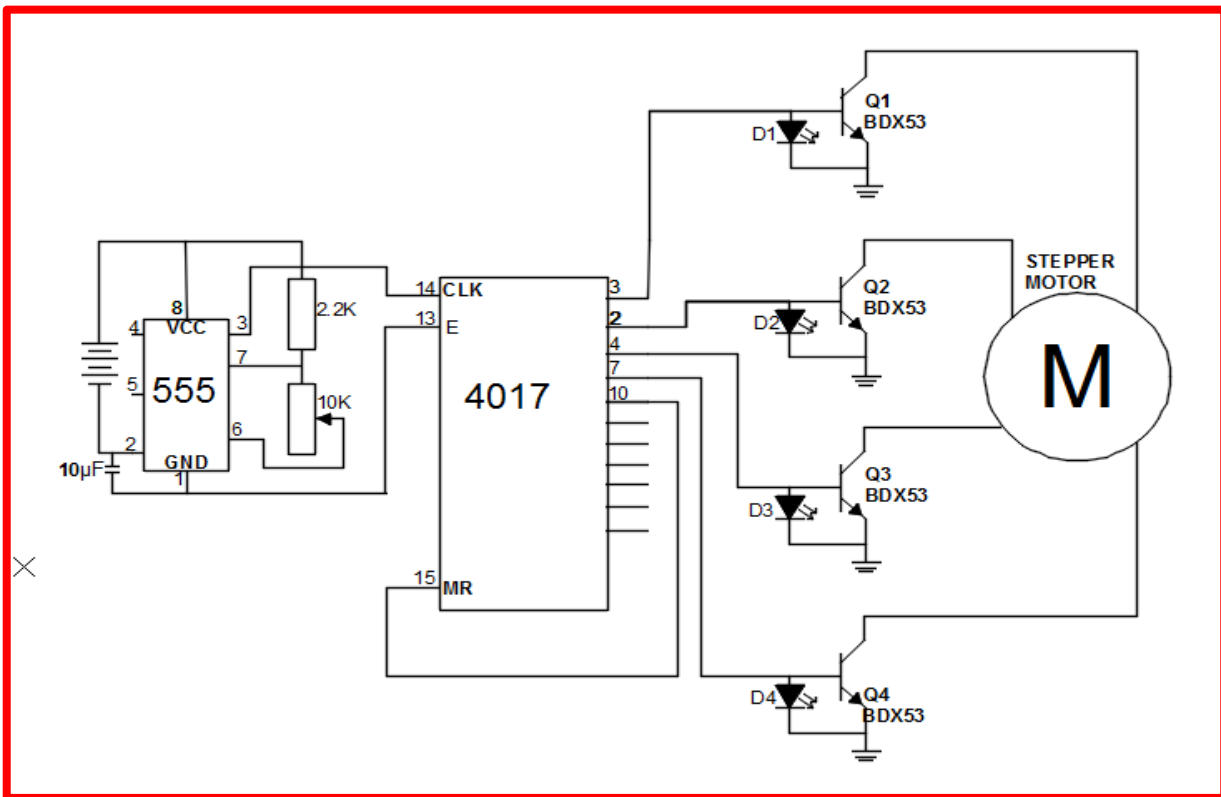 Q1
BDX53
D1
STEPPER
MOTOR
Q2
BDX53
D2
14 CLK
3
13 E
2
4
7
10
4017
8
VCC
3
2.2K
4
7
5
555
10K
6
2
GND
10µF
1
M
Q3
BDX53
D3
15 MR
D4
Q4
BDX53